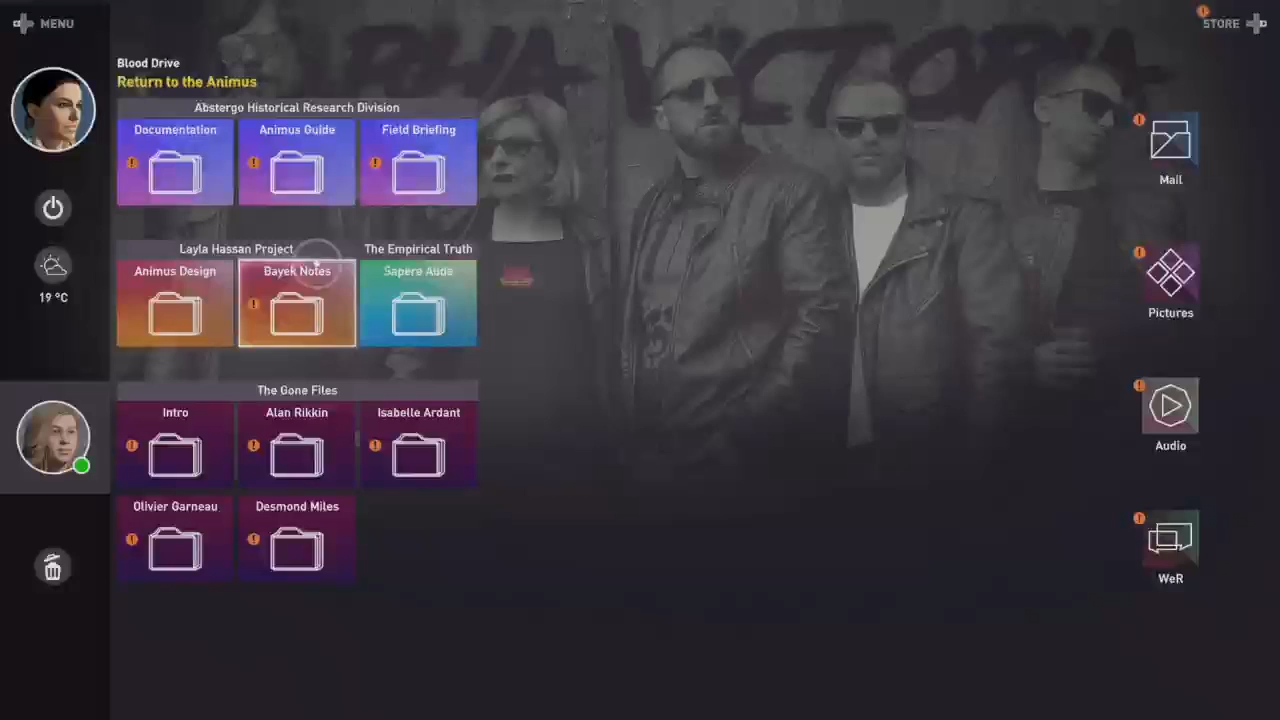 MENU
STORE
Blood Drive
Return to the Animus
Abstergo Historical Research Division
Documentation
Animus Guide
Field Briefing
Mail
Layla Hassan Project
The Empirical Truth
Animus Design
Bayek Notes
Sapere Aude
19 °C
Pictures
The Gone Files
Intro
Alan Rikkin
Isabelle Ardant
Audio
Olivier Garneau
Desmond Miles
WeR